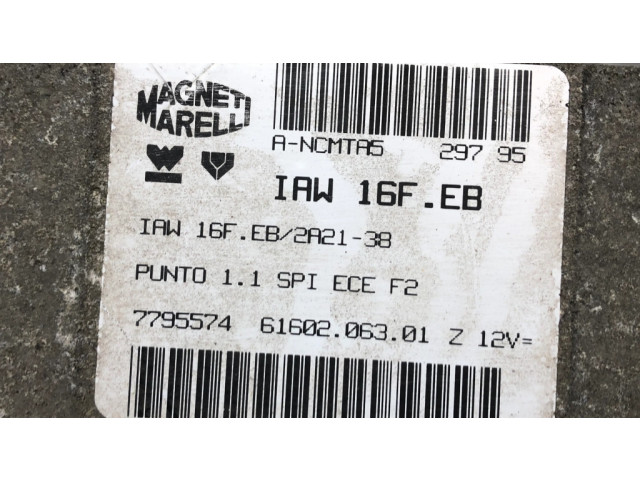 MAGNETI
MARELLI
A-NCMTA5 297 95
IAW 16F.EB
IAW 16F.EB/2A21-38
PUNTO 1.1 SPI ECE F2
7795574 61602.063.01 Z 12V=